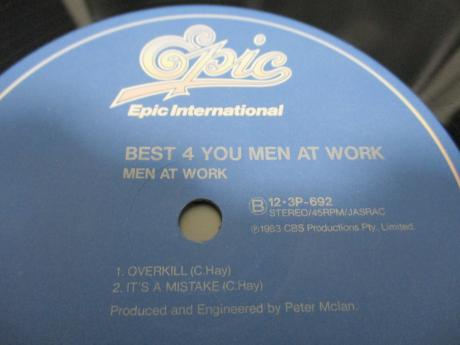 Epic
Epic International
BEST 4 YOU MEN AT WORK
MEN AT WORK
B 12・3P-692
STEREO/45RPM/JASRAC
℗1983 CBS Productions Pty. Limited.
1. OVERKILL (C.Hay)
2. IT'S A MISTAKE (C.Hay)
Produced and Engineered by Peter Mclan.